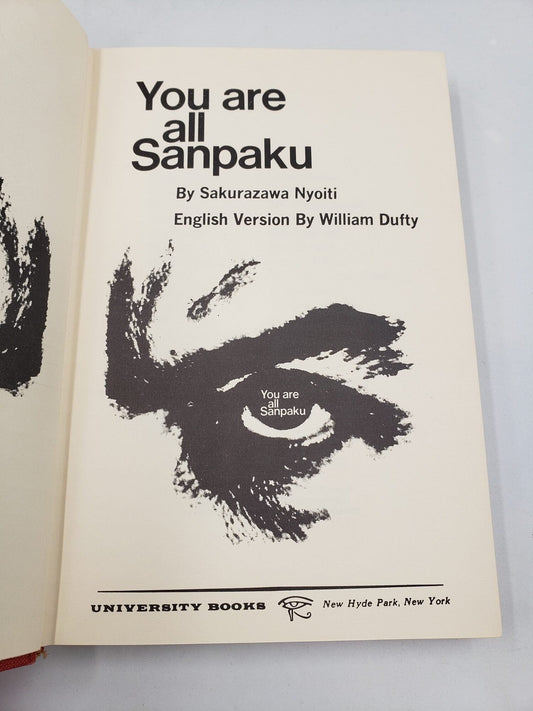 You are
all
Sanpaku
By Sakurazawa Nyoiti
English Version By William Dufty
You are
all
Sanpaku
UNIVERSITY BOOKS New Hyde Park, New York